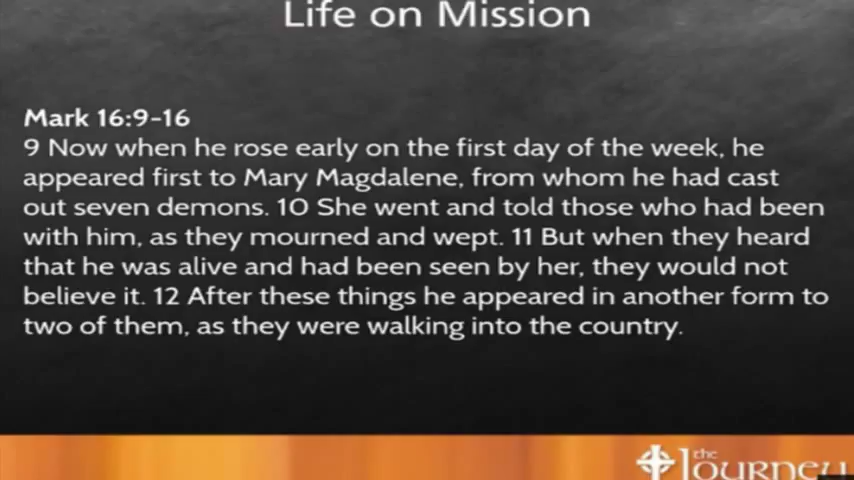 Life on Mission
Mark 16:9-16
9 Now when he rose early on the first day of the week, he
appeared first to Mary Magdalene, from whom he had cast
out seven demons. 10 She went and told those who had been
with him, as they mourned and wept. 11 But when they heard
that he was alive and had been seen by her, they would not
believe it. 12 After these things he appeared in another form to
two of them, as they were walking into the country.
the
Journey